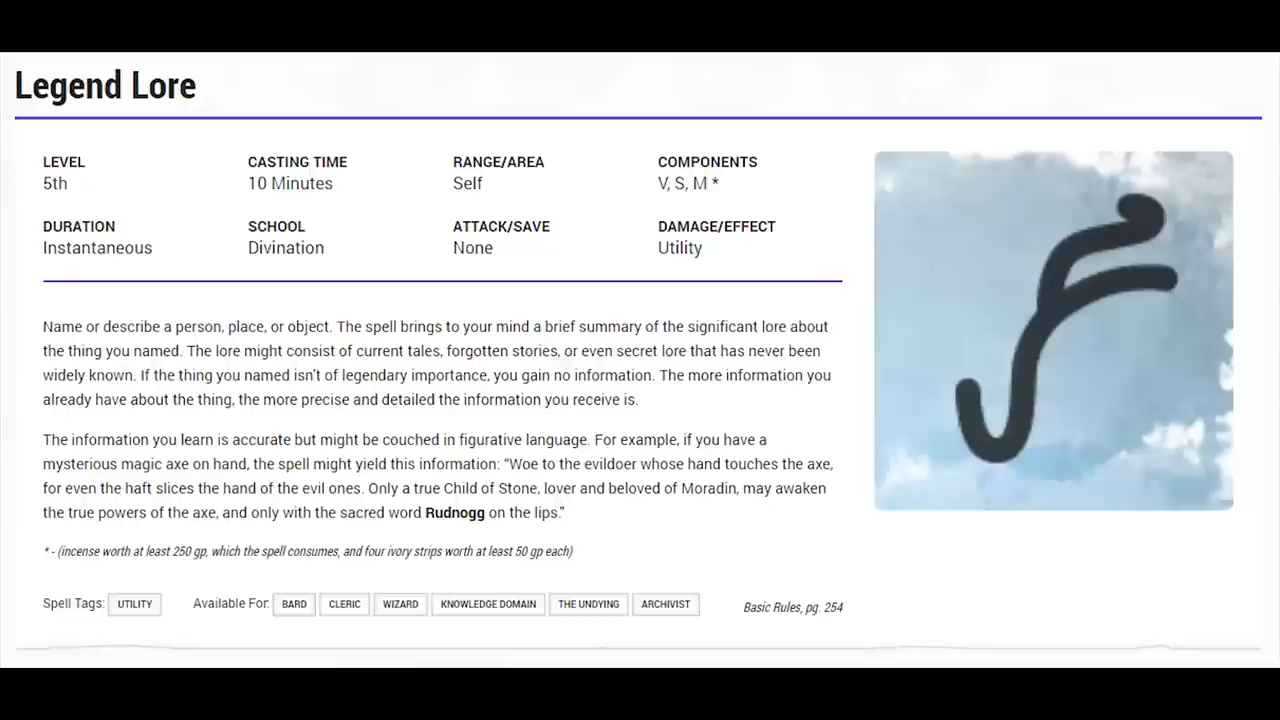 Legend Lore
LEVEL CASTING TIME RANGE/AREA COMPONENTS
5th 10 Minutes Self V, S, M *
DURATION SCHOOL ATTACK/SAVE DAMAGE/EFFECT
Instantaneous Divination None Utility
Name or describe a person, place, or object. The spell brings to your mind a brief summary of the significant lore about
the thing you named. The lore might consist of current tales, forgotten stories, or even secret lore that has never been
widely known. If the thing you named isn't of legendary importance, you gain no information. The more information you
already have about the thing, the more precise and detailed the information you receive is.
The information you learn is accurate but might be couched in figurative language. For example, if you have a
mysterious magic axe on hand, the spell might yield this information: “Woe to the evildoer whose hand touches the axe,
for even the haft slices the hand of the evil ones. Only a true Child of Stone, lover and beloved of Moradin, may awaken
the true powers of the axe, and only with the sacred word Rudnogg on the lips.”
* - (incense worth at least 250 gp, which the spell consumes, and four ivory strips worth at least 50 gp each)
Spell Tags: UTILITY Available For: BARD CLERIC WIZARD KNOWLEDGE DOMAIN THE UNDYING ARCHIVIST Basic Rules, pg. 254